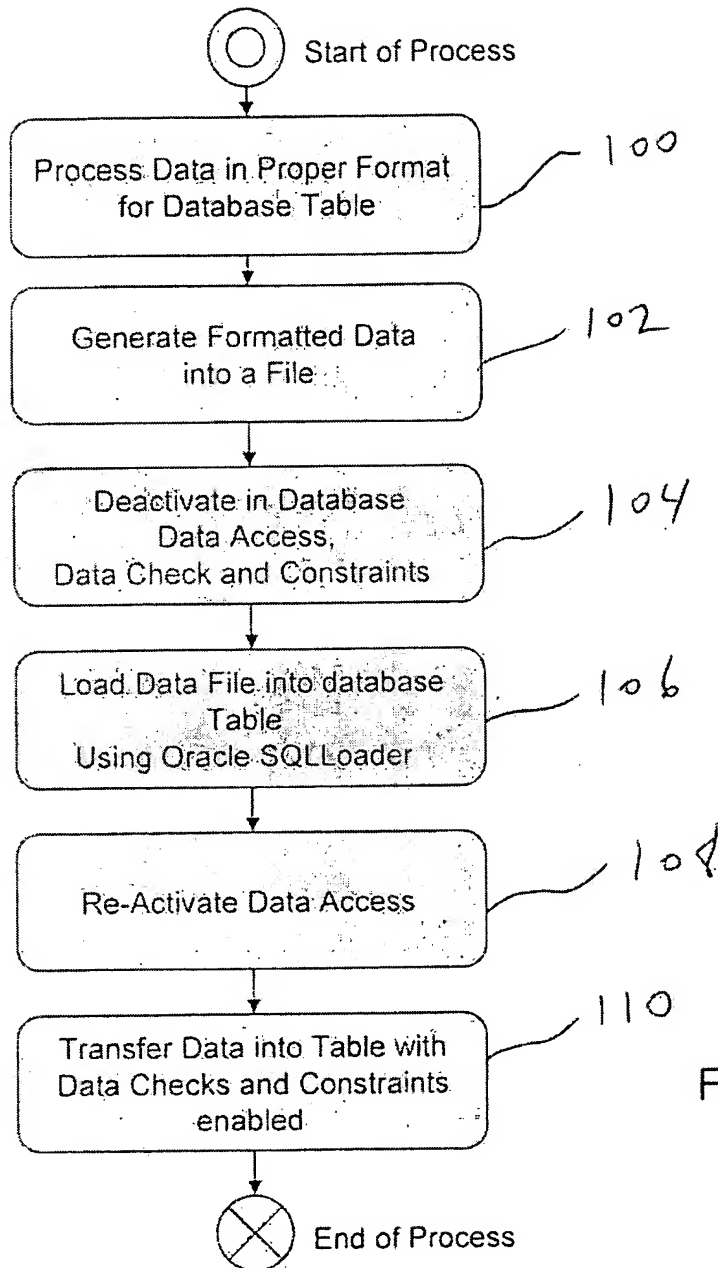 Start of Process
Process Data in Proper Format
for Database Table
100
Generate Formatted Data
into a File
102
Deactivate in Database
Data Access,
Data Check and Constraints
104
Load Data File into database
Table
Using Oracle SQLLoader
106
Re-Activate Data Access
108
Transfer Data into Table with
Data Checks and Constraints
enabled
110
F
End of Process